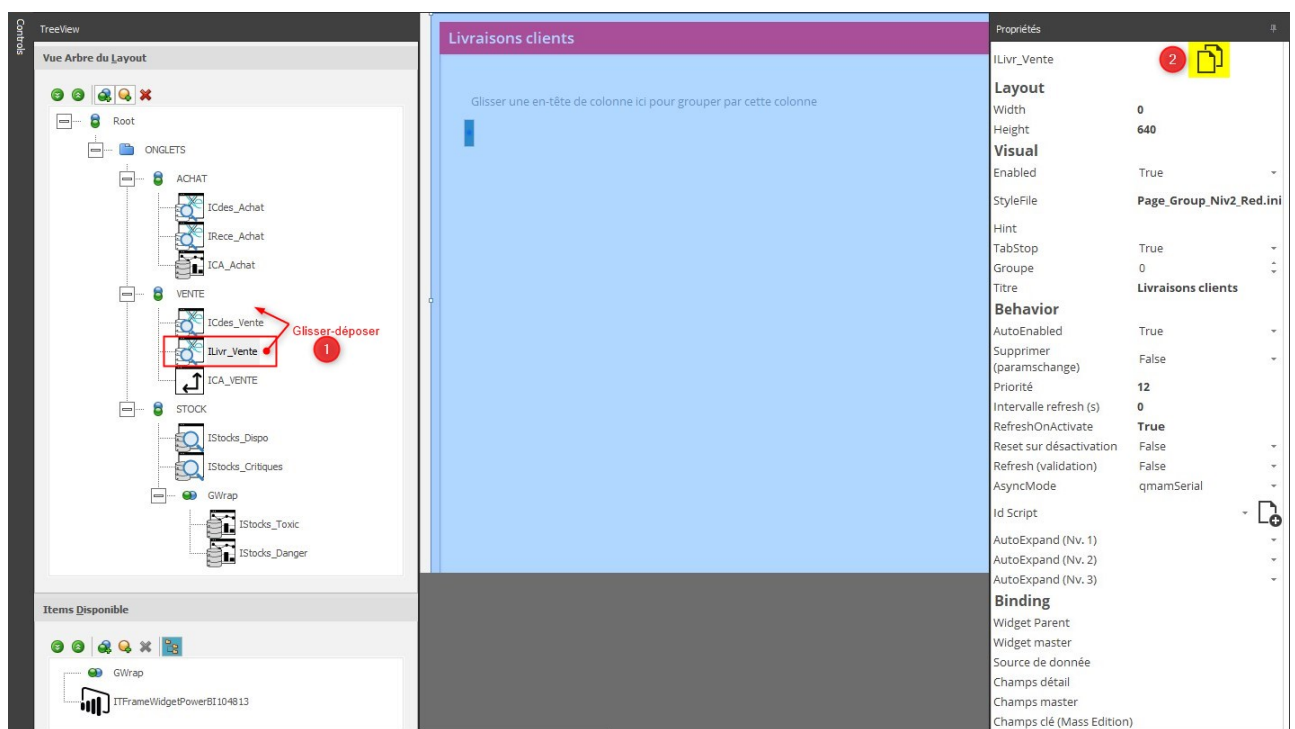 Controls
TreeView
Vue Arbre du Layout
Root
ONGLETS
ACHAT
ICdes_Achat
IRece_Achat
ICA_Achat
VENTE
ICdes_Vente
Glisser-déposer
1
ILivr_Vente
ICA_VENTE
STOCK
IStocks_Dispo
IStocks_Critiques
GWrap
IStocks_Toxic
IStocks_Danger
Items Disponible
GWrap
ITFrameWidgetPowerBI104813
Livraisons clients
Glisser une en-tête de colonne ici pour grouper par cette colonne
Propriétés
ILivr_Vente
2
Layout
Width 0
Height 640
Visual
Enabled True
StyleFile Page_Group_Niv2_Red.ini
Hint
TabStop True
Groupe 0
Titre Livraisons clients
Behavior
AutoEnabled True
Supprimer
(paramschange) False
Priorité 12
Intervalle refresh (s) 0
RefreshOnActivate True
Reset sur désactivation False
Refresh (validation) False
AsyncMode qmamSerial
Id Script
AutoExpand (Nv. 1)
AutoExpand (Nv. 2)
AutoExpand (Nv. 3)
Binding
Widget Parent
Widget master
Source de donnée
Champs détail
Champs master
Champs clé (Mass Edition)